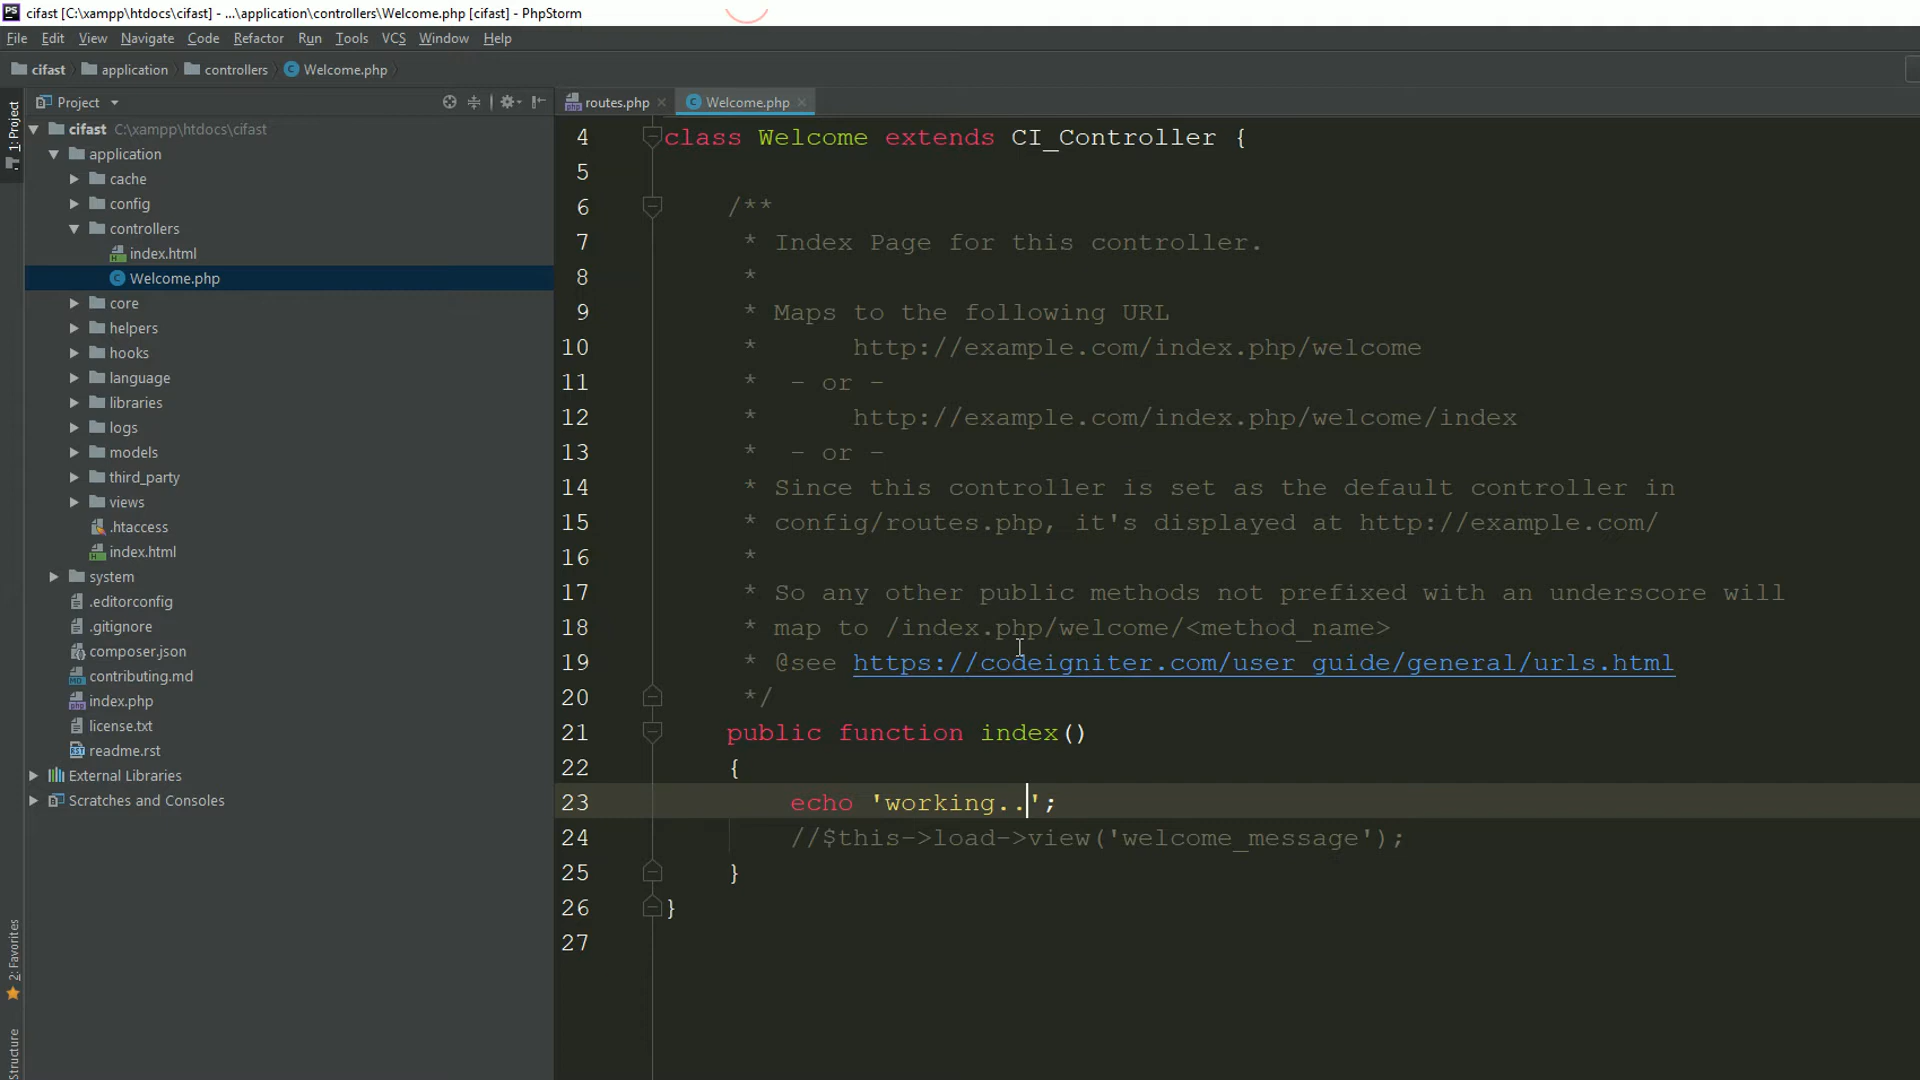 cifast [C:\xampp\htdocs\cifast] - ...\application\controllers\Welcome.php [cifast] - PhpStorm
File Edit View Navigate Code Refactor Run Tools VCS Window Help
cifast application controllers Welcome.php
Project
routes.php Welcome.php
1: Project
cifast C:\xampp\htdocs\cifast
application
cache
config
controllers
index.html
Welcome.php
core
helpers
hooks
language
libraries
logs
models
third_party
views
.htaccess
index.html
system
.editorconfig
.gitignore
composer.json
contributing.md
index.php
license.txt
readme.rst
External Libraries
Scratches and Consoles
2: Favorites
Structure
4 class Welcome extends CI_Controller {
5
6 /**
7 * Index Page for this controller.
8 *
9 * Maps to the following URL
10 * http://example.com/index.php/welcome
11 * - or -
12 * http://example.com/index.php/welcome/index
13 * - or -
14 * Since this controller is set as the default controller in
15 * config/routes.php, it's displayed at http://example.com/
16 *
17 * So any other public methods not prefixed with an underscore will
18 * map to /index.php/welcome/<method_name>
19 * @see https://codeigniter.com/user_guide/general/urls.html
20 */
21 public function index()
22 {
23 echo 'working..';
24 //$this->load->view('welcome_message');
25 }
26 }
27